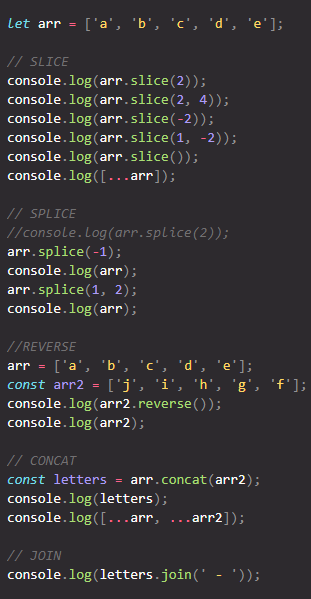 let arr = ['a', 'b', 'c', 'd', 'e'];
// SLICE
console.log(arr.slice(2));
console.log(arr.slice(2, 4));
console.log(arr.slice(-2));
console.log(arr.slice(1, -2));
console.log(arr.slice());
console.log([...arr]);
// SPLICE
//console.log(arr.splice(2));
arr.splice(-1);
console.log(arr);
arr.splice(1, 2);
console.log(arr);
//REVERSE
arr = ['a', 'b', 'c', 'd', 'e'];
const arr2 = ['j', 'i', 'h', 'g', 'f'];
console.log(arr2.reverse());
console.log(arr2);
// CONCAT
const letters = arr.concat(arr2);
console.log(letters);
console.log([...arr, ...arr2]);
// JOIN
console.log(letters.join(' - '));